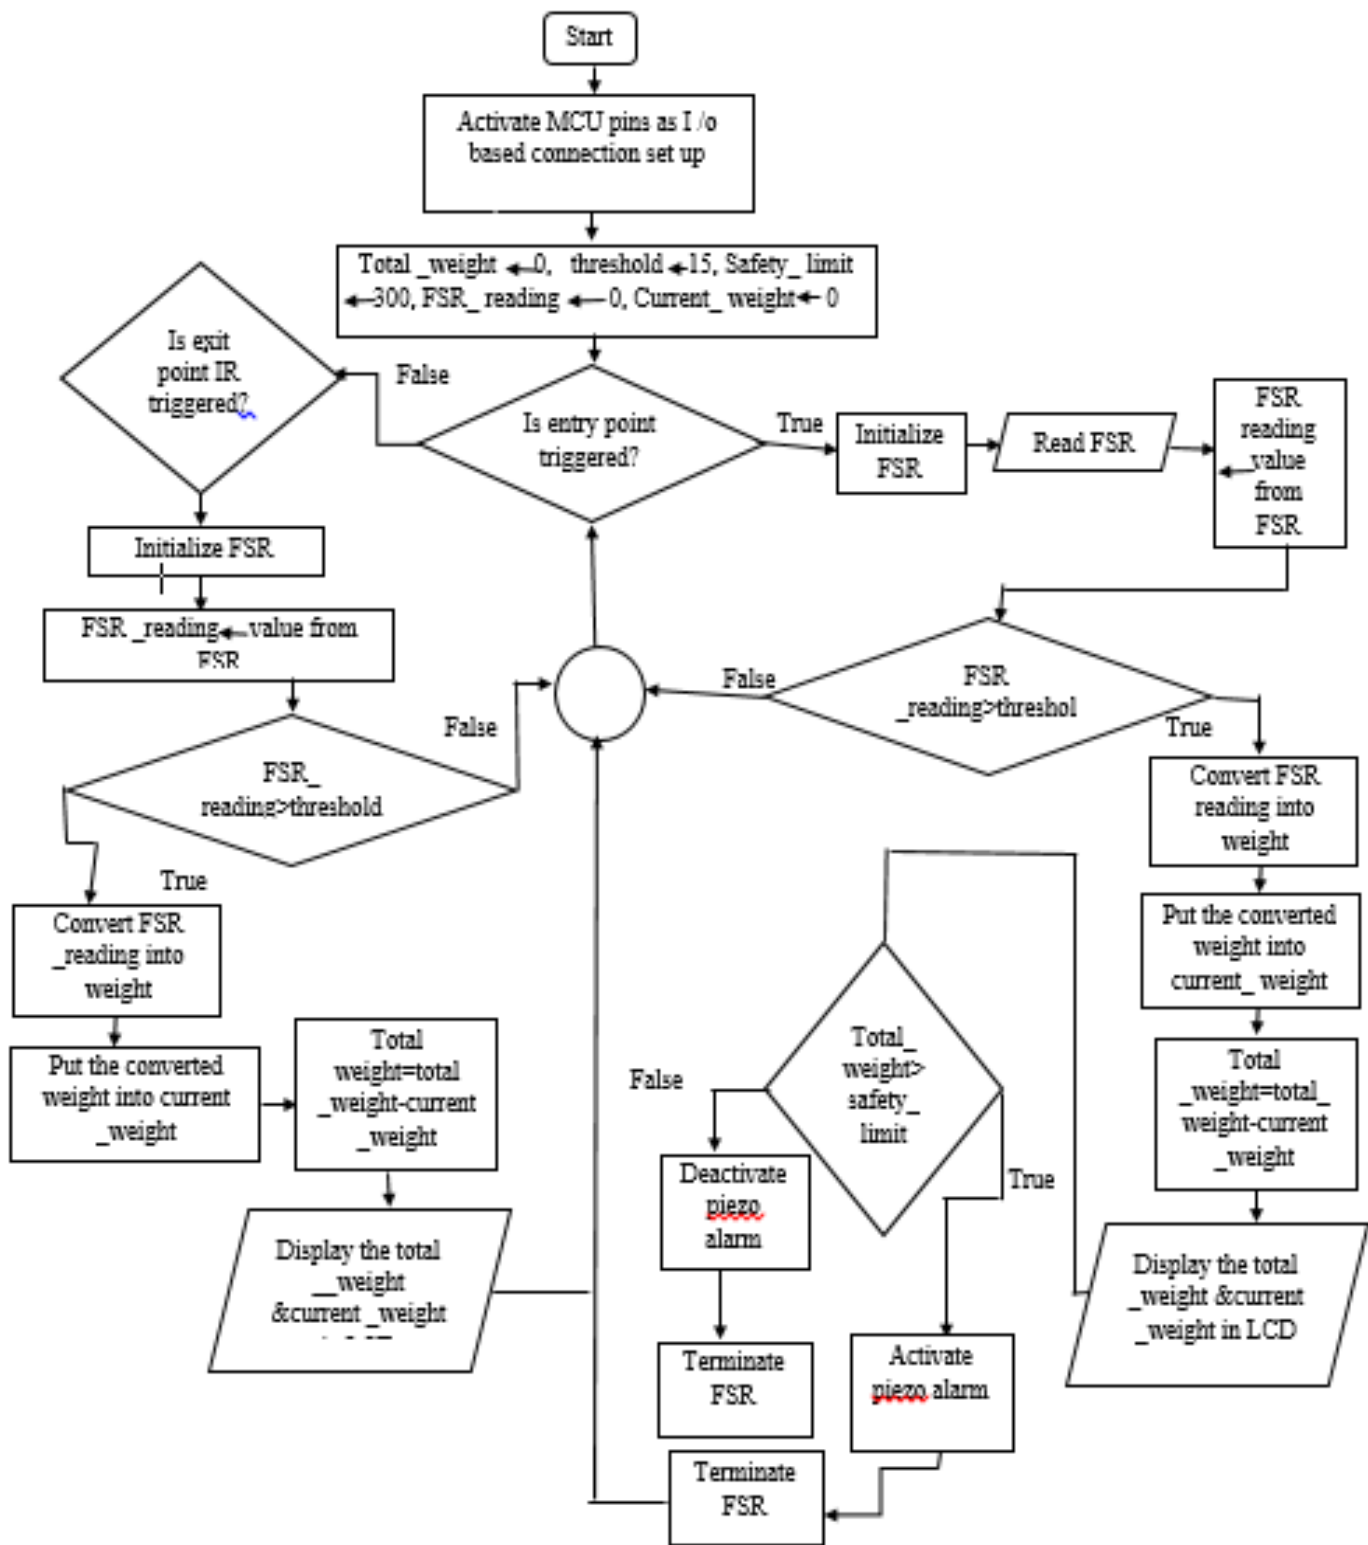 Start
Activate MCU pins as I /o
based connection set up
Total _weight ←0, threshold←15, Safety_ limit
←300, FSR_ reading ← 0, Current_ weight← 0
Is exit
point IR
triggered?
False
Is entry point
triggered?
True
Initialize
FSR
Read FSR
FSR
reading
←value
from
FSR
Initialize FSR
FSR _reading←value from
FSR
False
FSR_
reading>threshold
True
False
FSR
_reading>threshol
True
Convert FSR
reading into
weight
Put the converted
weight into
current_ weight
Total
_weight=total_
weight-current
_weight
Display the total
_weight &current
_weight in LCD
Convert FSR
_reading into
weight
Put the converted
weight into current
_weight
Total
weight=total
_weight-current
_weight
Display the total
__weight
&current _weight
Total_
weight>
safety_
limit
False
True
Deactivate
piezo
alarm
Terminate
FSR
Activate
piezo alarm
Terminate
FSR